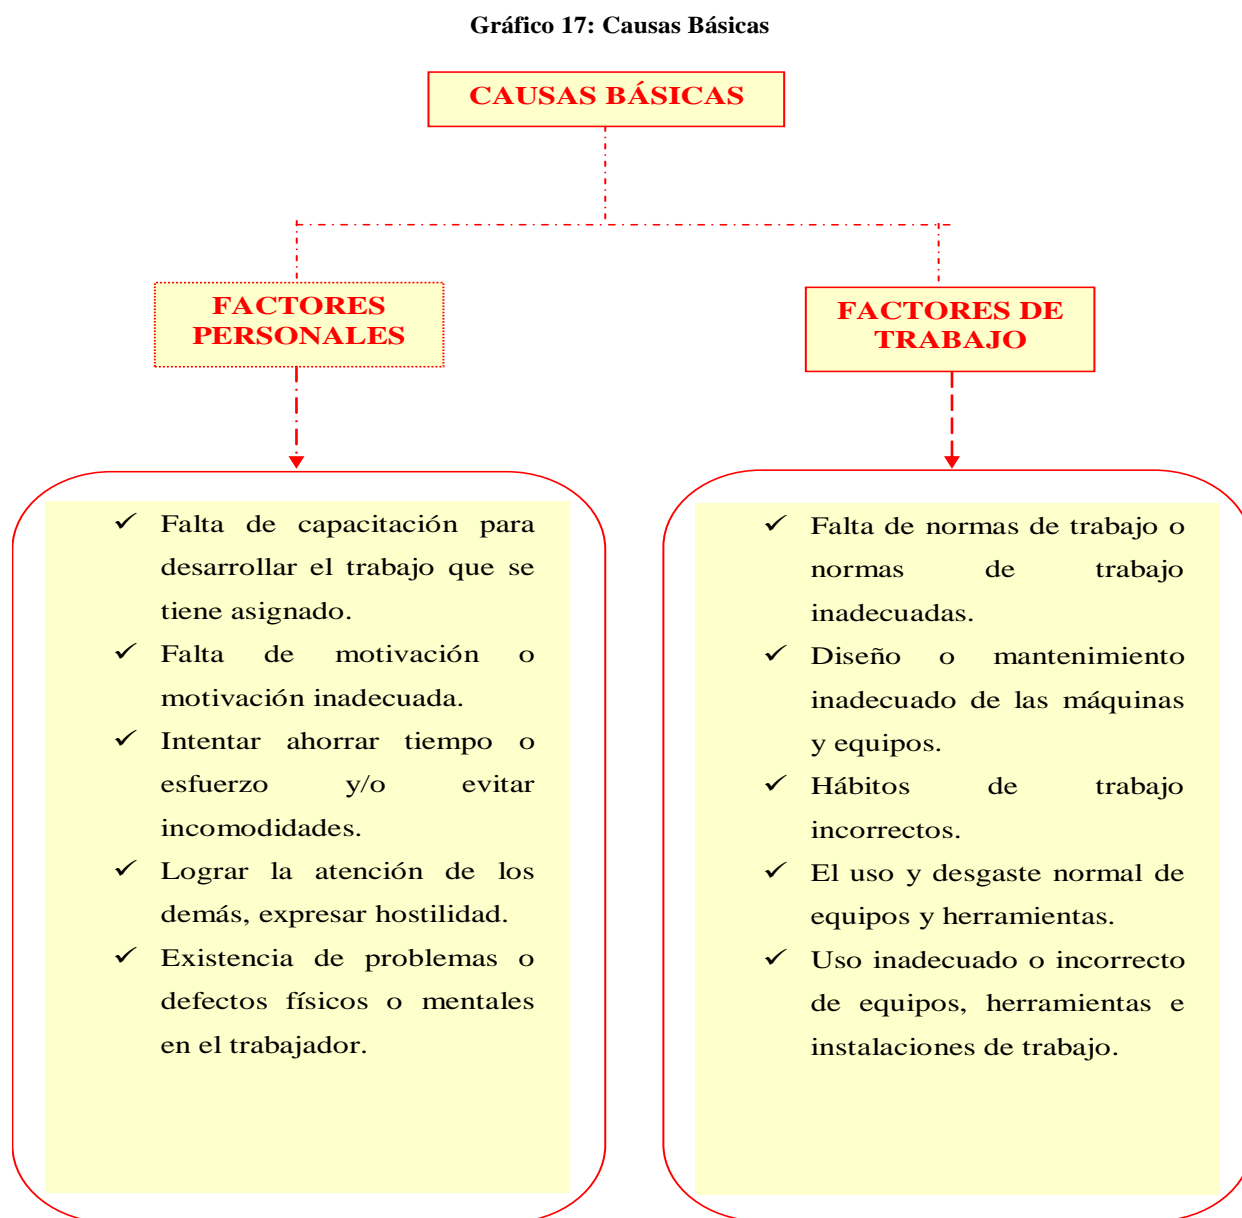 Gráfico 17: Causas Básicas
CAUSAS BÁSICAS
FACTORES
PERSONALES
FACTORES DE
TRABAJO
✓ Falta de capacitación para
desarrollar el trabajo que se
tiene asignado.
✓ Falta de motivación o
motivación inadecuada.
✓ Intentar ahorrar tiempo o
esfuerzo y/o evitar
incomodidades.
✓ Lograr la atención de los
demás, expresar hostilidad.
✓ Existencia de problemas o
defectos físicos o mentales
en el trabajador.
✓ Falta de normas de trabajo o
normas de trabajo
inadecuadas.
✓ Diseño o mantenimiento
inadecuado de las máquinas
y equipos.
✓ Hábitos de trabajo
incorrectos.
✓ El uso y desgaste normal de
equipos y herramientas.
✓ Uso inadecuado o incorrecto
de equipos, herramientas e
instalaciones de trabajo.